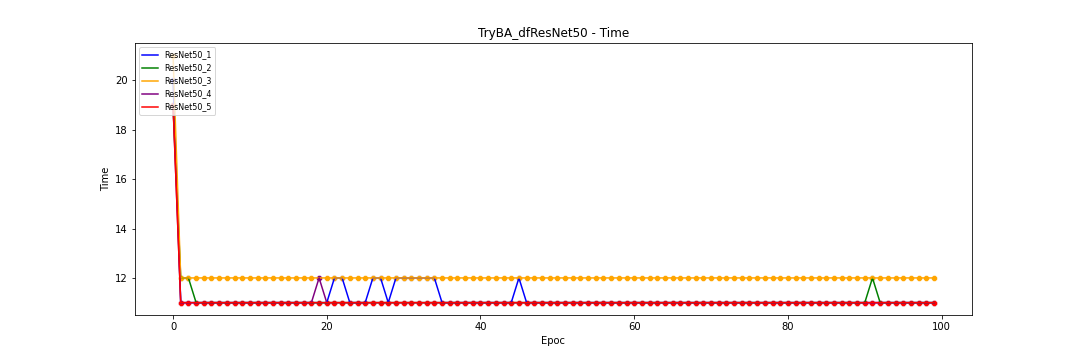 TryBA_dfResNet50 - Time
ResNet50_1
ResNet50_2
ResNet50_3
ResNet50_4
ResNet50_5
20
18
16
14
12
Time
0 20 40 60 80 100
Epoc